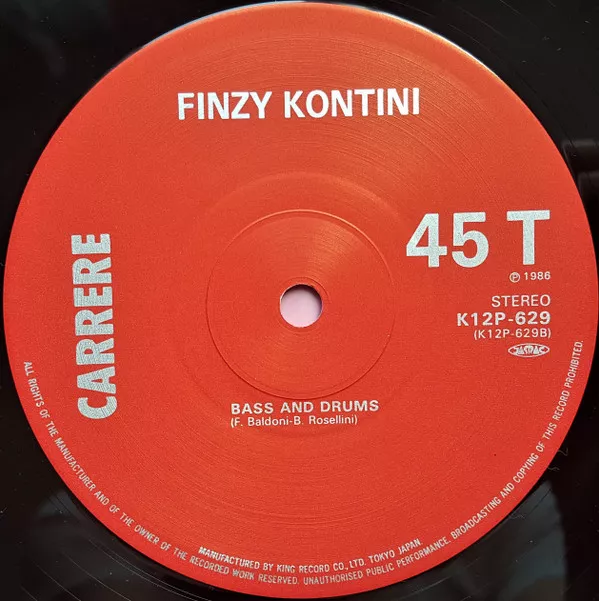 FINZY KONTINI
CARRERE
45 T
℗ 1986
STEREO
K12P-629
(K12P-629B)
JASRAC
BASS AND DRUMS
(F. Baldoni-B. Rosellini)
ALL RIGHTS OF THE MANUFACTURER AND OF THE OWNER OF THE RECORDED WORK RESERVED. UNAUTHORISED PUBLIC PERFORMANCE, BROADCASTING AND COPYING OF THIS RECORD PROHIBITED.
MANUFACTURED BY KING RECORD CO., LTD. TOKYO JAPAN.